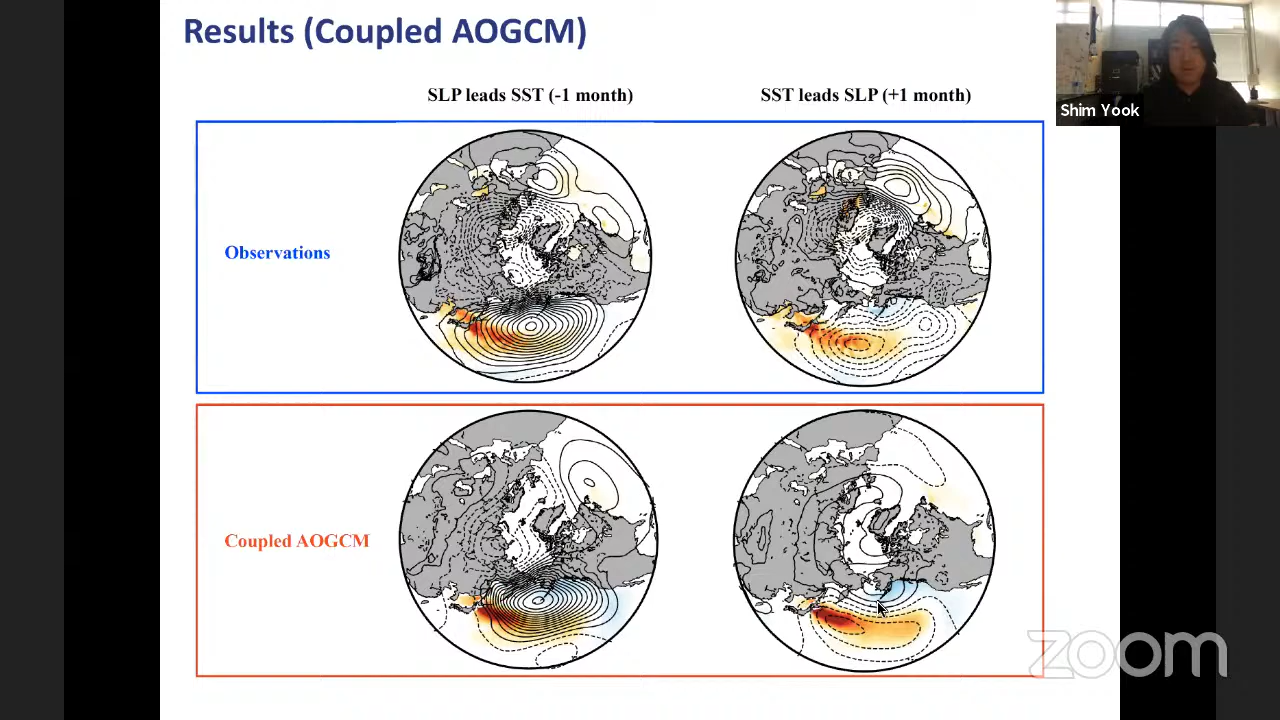 Results (Coupled AOGCM)
SLP leads SST (-1 month)
SST leads SLP (+1 month)
Shim Yook
Observations
Coupled AOGCM
zoom